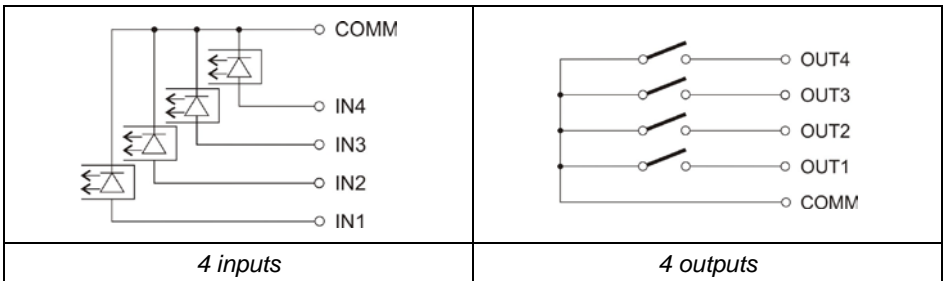 COMM
IN4
IN3
IN2
IN1
4 inputs
OUT4
OUT3
OUT2
OUT1
COMM
4 outputs